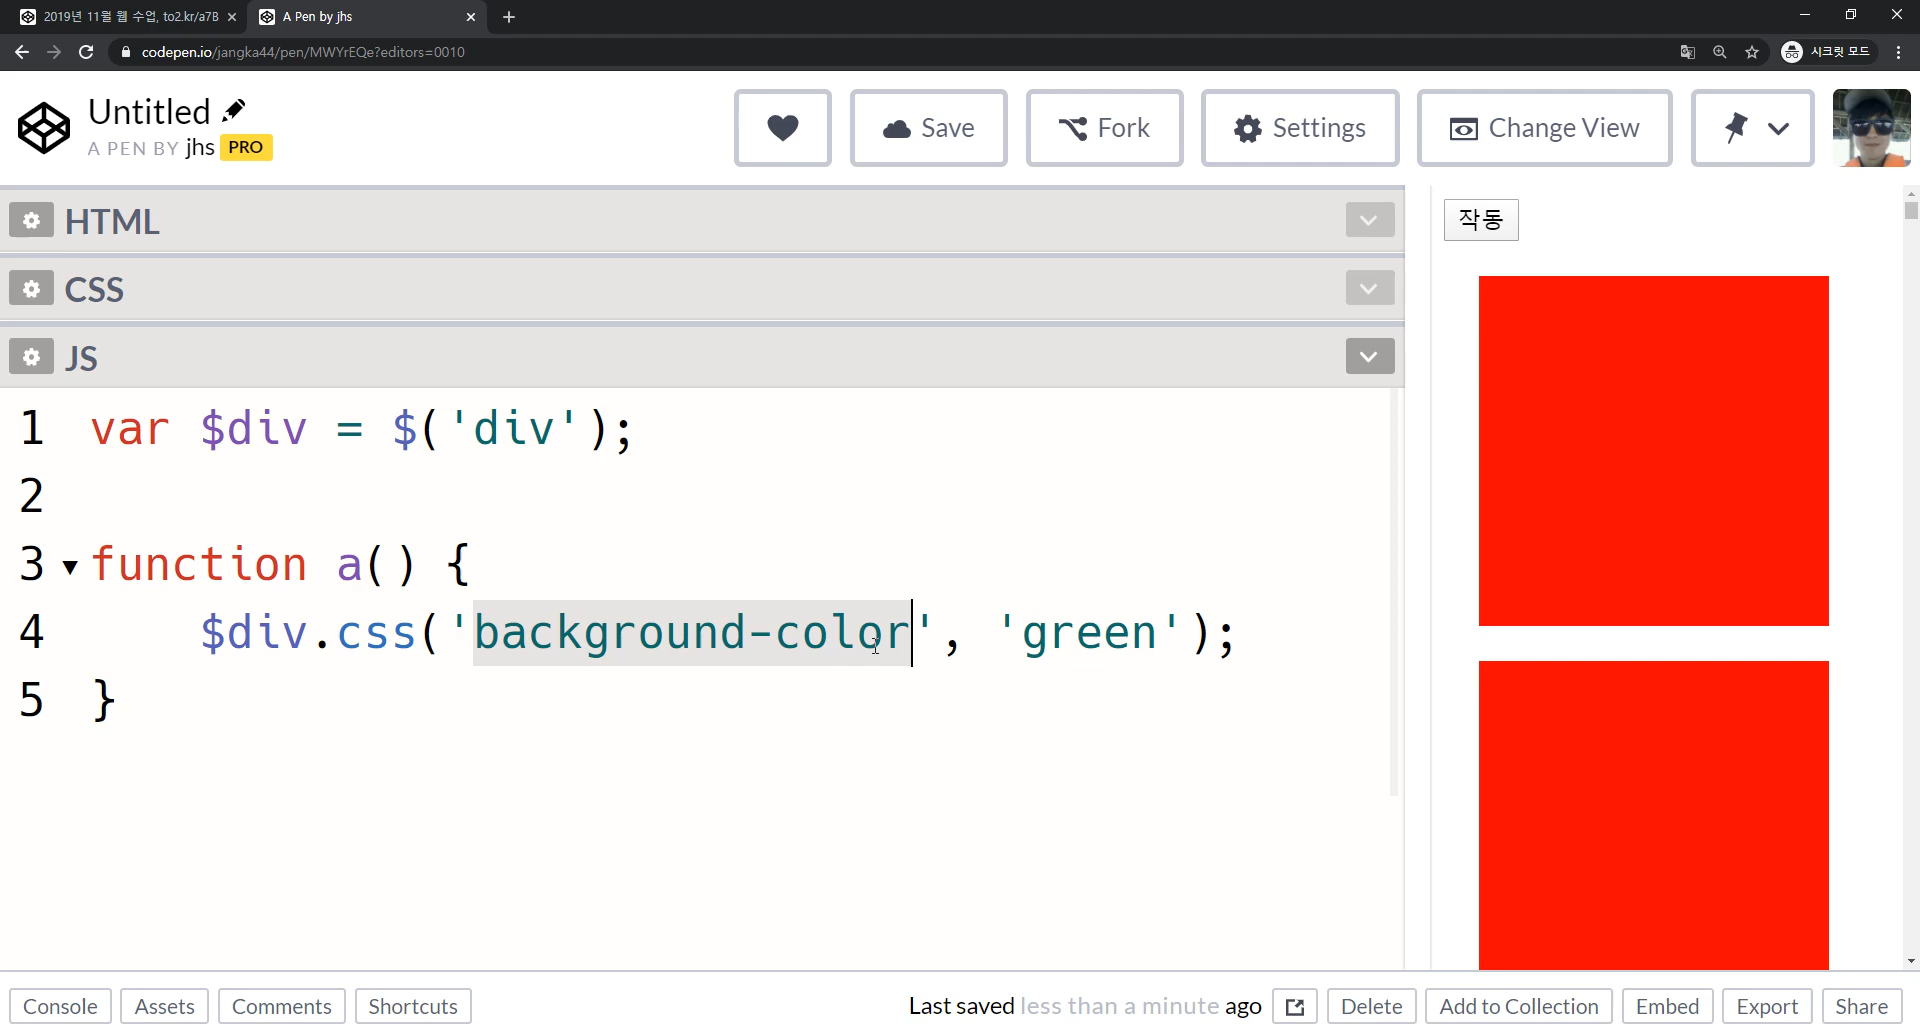 2019년 11월 웹 수업, to2.kr/a7B
A Pen by jhs
codepen.io/jangka44/pen/MWYrEQe?editors=0010
시크릿 모드
Untitled
A PEN BY jhs PRO
Save
Fork
Settings
Change View
HTML
CSS
JS
1 var $div = $('div');
2
3 function a() {
4 $div.css('background-color', 'green');
5 }
작동
Console
Assets
Comments
Shortcuts
Last saved less than a minute ago
Delete
Add to Collection
Embed
Export
Share